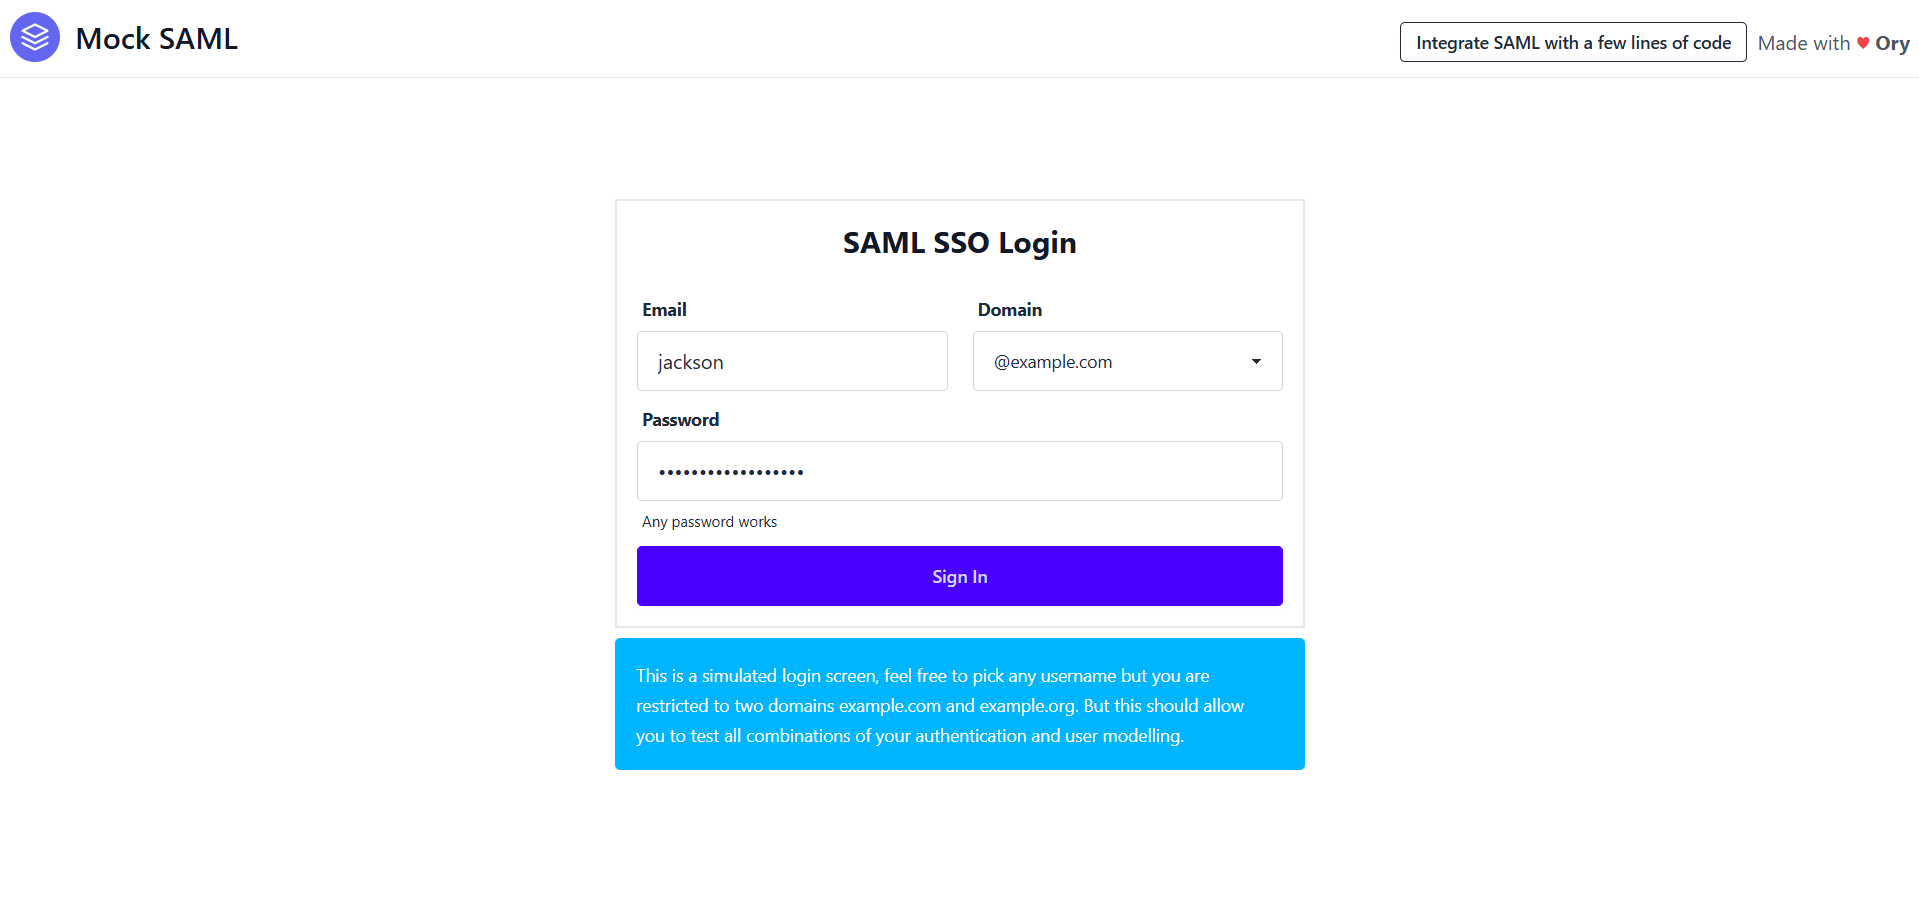 Mock SAML
Integrate SAML with a few lines of code
Made with ♥ Ory
SAML SSO Login
Email
Domain
jackson
@example.com
Password
••••••••••••••••••
Any password works
Sign In
This is a simulated login screen, feel free to pick any username but you are
restricted to two domains example.com and example.org. But this should allow
you to test all combinations of your authentication and user modelling.